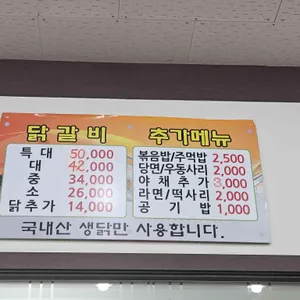 닭갈비
특대 50,000
대 42,000
중 34,000
소 26,000
닭추가 14,000
추가메뉴
볶음밥/주먹밥 2,500
당면/우동사리 2,000
야채추가 3,000
라면/떡사리 2,000
공기밥 1,000
국내산 생닭만 사용합니다.